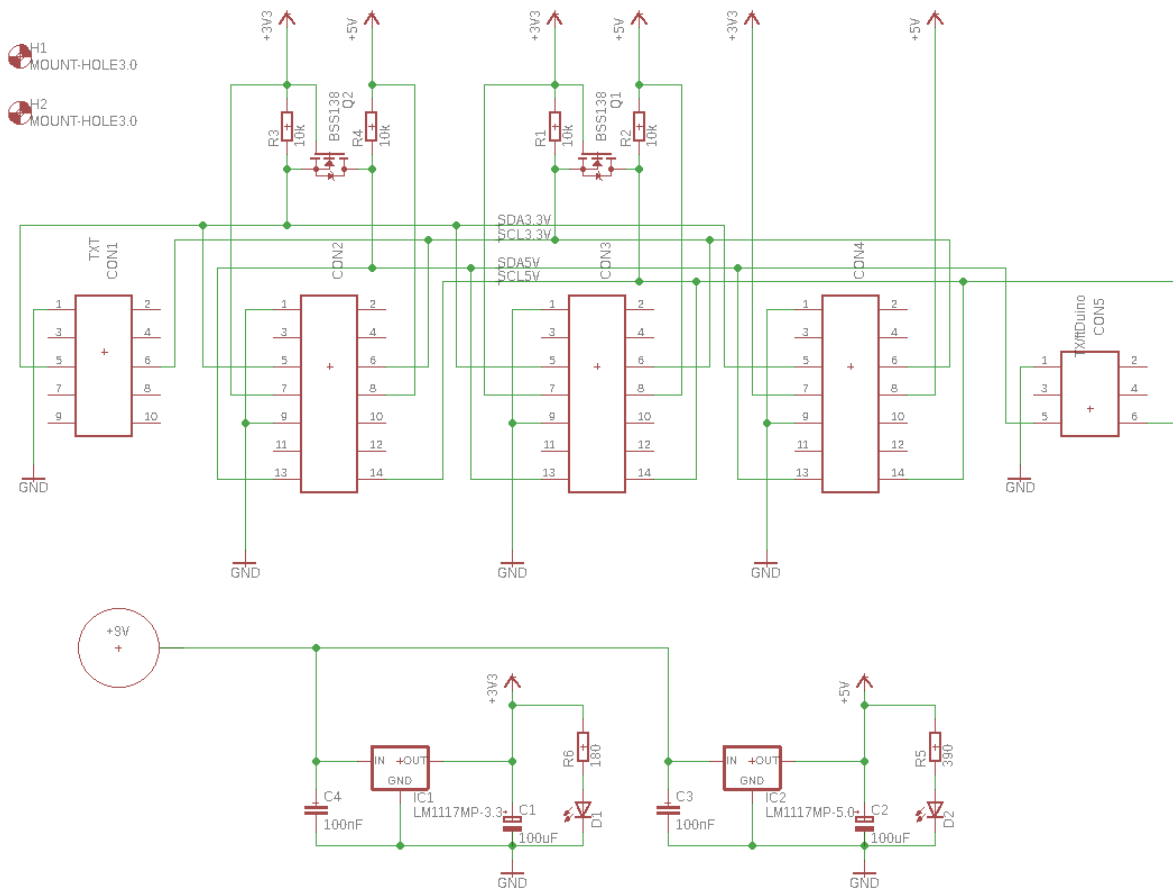 +3V3
+5V
+3V3
+5V
+3V3
+5V
H1
MOUNT-HOLE3.0
H2
MOUNT-HOLE3.0
R3
10k
BSS138
Q2
R4
10k
R1
10k
BSS138
Q1
R2
10k
SDA3.3V
SCL3.3V
SDA5V
SCL5V
TXT
CON1
CON2
CON3
CON4
TX/ftDuino
CON5
1 2
3 4
5 6
7 8
9 10
1 2
3 4
5 6
7 8
9 10
11 12
13 14
1 2
3 4
5 6
7 8
9 10
11 12
13 14
1 2
3 4
5 6
7 8
9 10
11 12
13 14
1 2
3 4
5 6
GND
GND
GND
GND
GND
+9V
+3V3
+5V
IN +OUT
GND
IC1
LM1117MP-3.3
C4
100nF
C1
100uF
R6
180
D1
GND
IN +OUT
GND
IC2
LM1117MP-5.0
C3
100nF
C2
100uF
R5
390
D2
GND